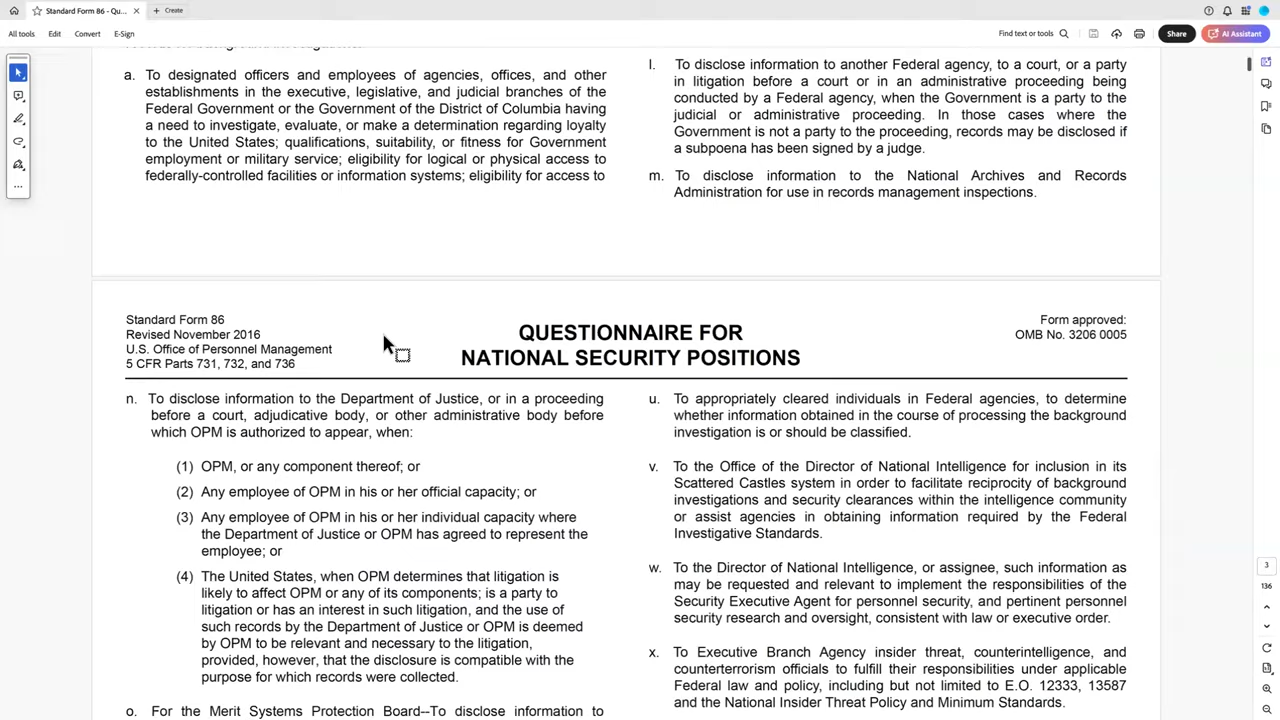 Standard Form 86 - Qu...
Create
All tools
Edit
Convert
E-Sign
Find text or tools
Share
AI Assistant
a. To designated officers and employees of agencies, offices, and other
establishments in the executive, legislative, and judicial branches of the
Federal Government or the Government of the District of Columbia having
a need to investigate, evaluate, or make a determination regarding loyalty
to the United States; qualifications, suitability, or fitness for Government
employment or military service; eligibility for logical or physical access to
federally-controlled facilities or information systems; eligibility for access to
l. To disclose information to another Federal agency, to a court, or a party
in litigation before a court or in an administrative proceeding being
conducted by a Federal agency, when the Government is a party to the
judicial or administrative proceeding. In those cases where the
Government is not a party to the proceeding, records may be disclosed if
a subpoena has been signed by a judge.
m. To disclose information to the National Archives and Records
Administration for use in records management inspections.
Standard Form 86
Revised November 2016
U.S. Office of Personnel Management
5 CFR Parts 731, 732, and 736
QUESTIONNAIRE FOR
NATIONAL SECURITY POSITIONS
Form approved:
OMB No. 3206 0005
n. To disclose information to the Department of Justice, or in a proceeding
before a court, adjudicative body, or other administrative body before
which OPM is authorized to appear, when:
(1) OPM, or any component thereof; or
(2) Any employee of OPM in his or her official capacity; or
(3) Any employee of OPM in his or her individual capacity where
the Department of Justice or OPM has agreed to represent the
employee; or
(4) The United States, when OPM determines that litigation is
likely to affect OPM or any of its components; is a party to
litigation or has an interest in such litigation, and the use of
such records by the Department of Justice or OPM is deemed
by OPM to be relevant and necessary to the litigation,
provided, however, that the disclosure is compatible with the
purpose for which records were collected.
o. For the Merit Systems Protection Board--To disclose information to
u. To appropriately cleared individuals in Federal agencies, to determine
whether information obtained in the course of processing the background
investigation is or should be classified.
v. To the Office of the Director of National Intelligence for inclusion in its
Scattered Castles system in order to facilitate reciprocity of background
investigations and security clearances within the intelligence community
or assist agencies in obtaining information required by the Federal
Investigative Standards.
w. To the Director of National Intelligence, or assignee, such information as
may be requested and relevant to implement the responsibilities of the
Security Executive Agent for personnel security, and pertinent personnel
security research and oversight, consistent with law or executive order.
x. To Executive Branch Agency insider threat, counterintelligence, and
counterterrorism officials to fulfill their responsibilities under applicable
Federal law and policy, including but not limited to E.O. 12333, 13587
and the National Insider Threat Policy and Minimum Standards.
3
136